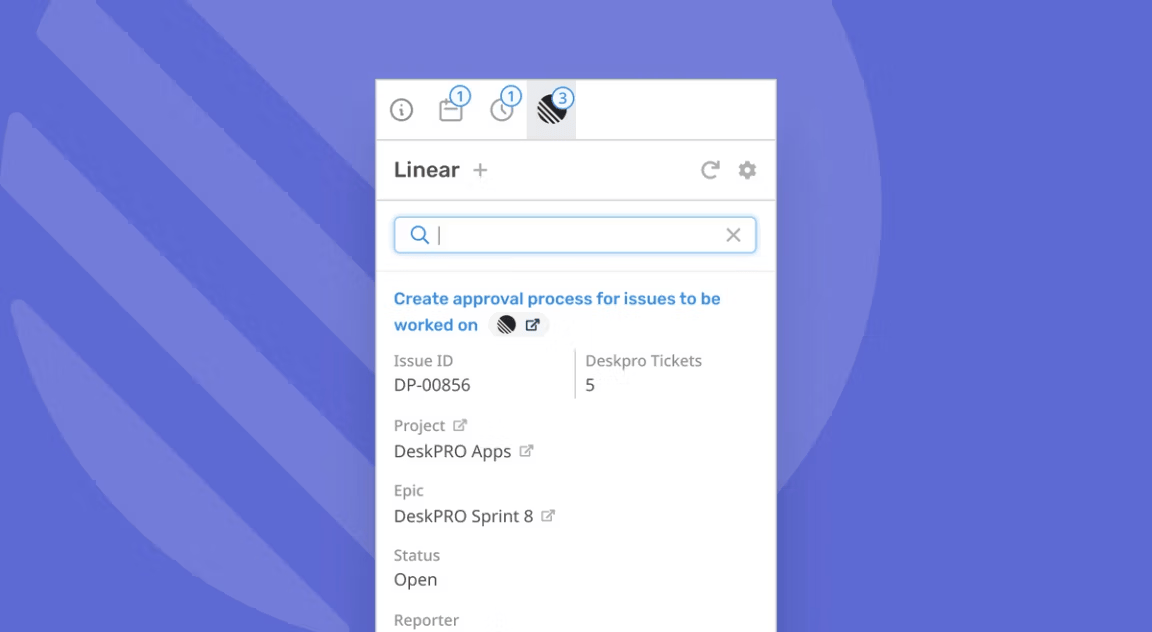 1 1 3
Linear +
Create approval process for issues to be
worked on
Issue ID Deskpro Tickets
DP-00856 5
Project
DeskPRO Apps
Epic
DeskPRO Sprint 8
Status
Open
Reporter